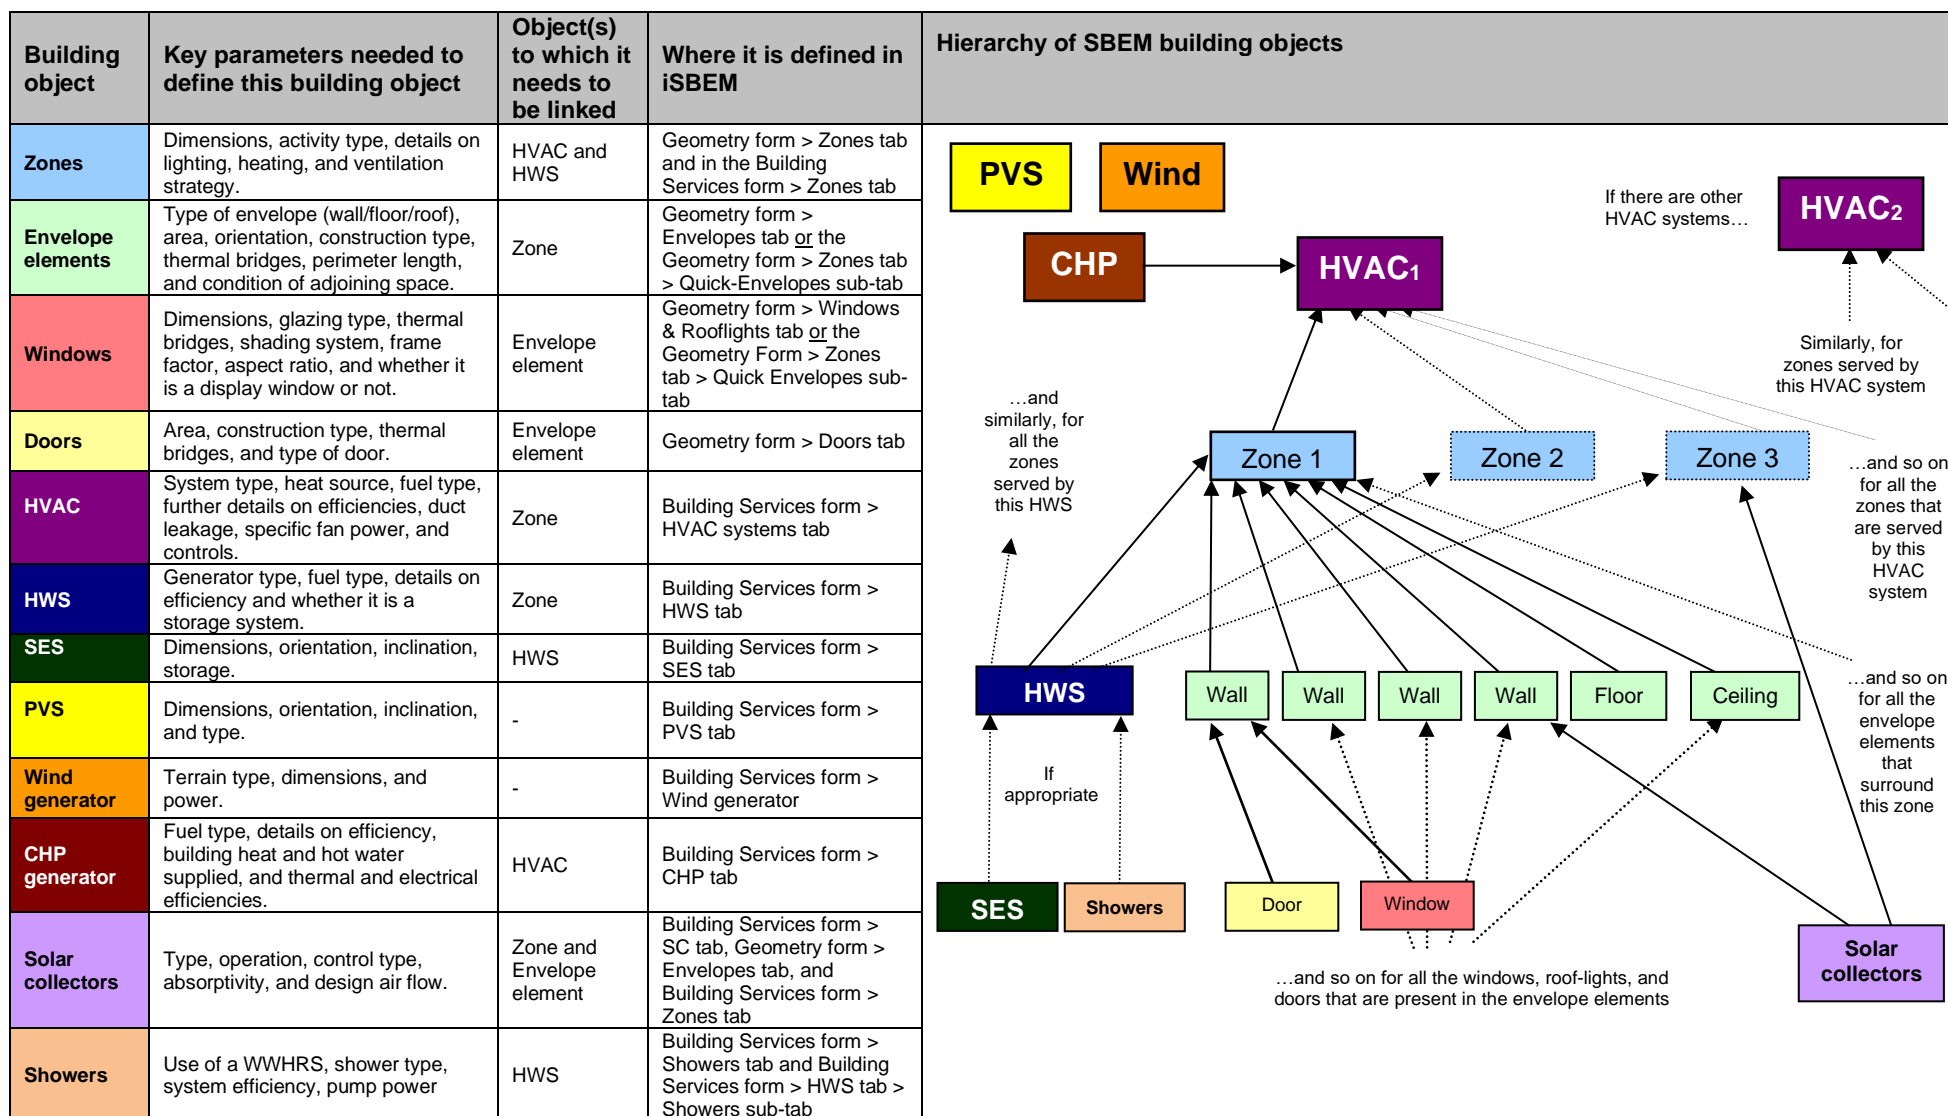 Building
object
Key parameters needed to
define this building object
Object(s)
to which it
needs to
be linked
Where it is defined in
iSBEM
Hierarchy of SBEM building objects
Zones
Dimensions, activity type, details on
lighting, heating, and ventilation
strategy.
HVAC and
HWS
Geometry form > Zones tab
and in the Building
Services form > Zones tab
Envelope
elements
Type of envelope (wall/floor/roof),
area, orientation, construction type,
thermal bridges, perimeter length,
and condition of adjoining space.
Zone
Geometry form >
Envelopes tab or the
Geometry form > Zones tab
> Quick-Envelopes sub-tab
Windows
Dimensions, glazing type, thermal
bridges, shading system, frame
factor, aspect ratio, and whether it
is a display window or not.
Envelope
element
Geometry form > Windows
& Rooflights tab or the
Geometry Form > Zones
tab > Quick Envelopes sub-
tab
Doors
Area, construction type, thermal
bridges, and type of door.
Envelope
element
Geometry form > Doors tab
HVAC
System type, heat source, fuel type,
further details on efficiencies, duct
leakage, specific fan power, and
controls.
Zone
Building Services form >
HVAC systems tab
HWS
Generator type, fuel type, details on
efficiency and whether it is a
storage system.
Zone
Building Services form >
HWS tab
SES
Dimensions, orientation, inclination,
storage.
HWS
Building Services form >
SES tab
PVS
Dimensions, orientation, inclination,
and type.
-
Building Services form >
PVS tab
Wind
generator
Terrain type, dimensions, and
power.
-
Building Services form >
Wind generator
CHP
generator
Fuel type, details on efficiency,
building heat and hot water
supplied, and thermal and electrical
efficiencies.
HVAC
Building Services form >
CHP tab
Solar
collectors
Type, operation, control type,
absorptivity, and design air flow.
Zone and
Envelope
element
Building Services form >
SC tab, Geometry form >
Envelopes tab, and
Building Services form >
Zones tab
Showers
Use of a WWHRS, shower type,
system efficiency, pump power
HWS
Building Services form >
Showers tab and Building
Services form > HWS tab >
Showers sub-tab
PVS
Wind
If there are other
HVAC systems…
HVAC2
CHP
HVAC1
Similarly, for
zones served by
this HVAC system
…and
similarly, for
all the
zones
served by
this HWS
Zone 1
Zone 2
Zone 3
…and so on
for all the
zones that
are served
by this
HVAC
system
HWS
Wall
Wall
Wall
Wall
Floor
Ceiling
…and so on
for all the
envelope
elements
that
surround
this zone
If
appropriate
SES
Showers
Door
Window
Solar
collectors
…and so on for all the windows, roof-lights, and
doors that are present in the envelope elements